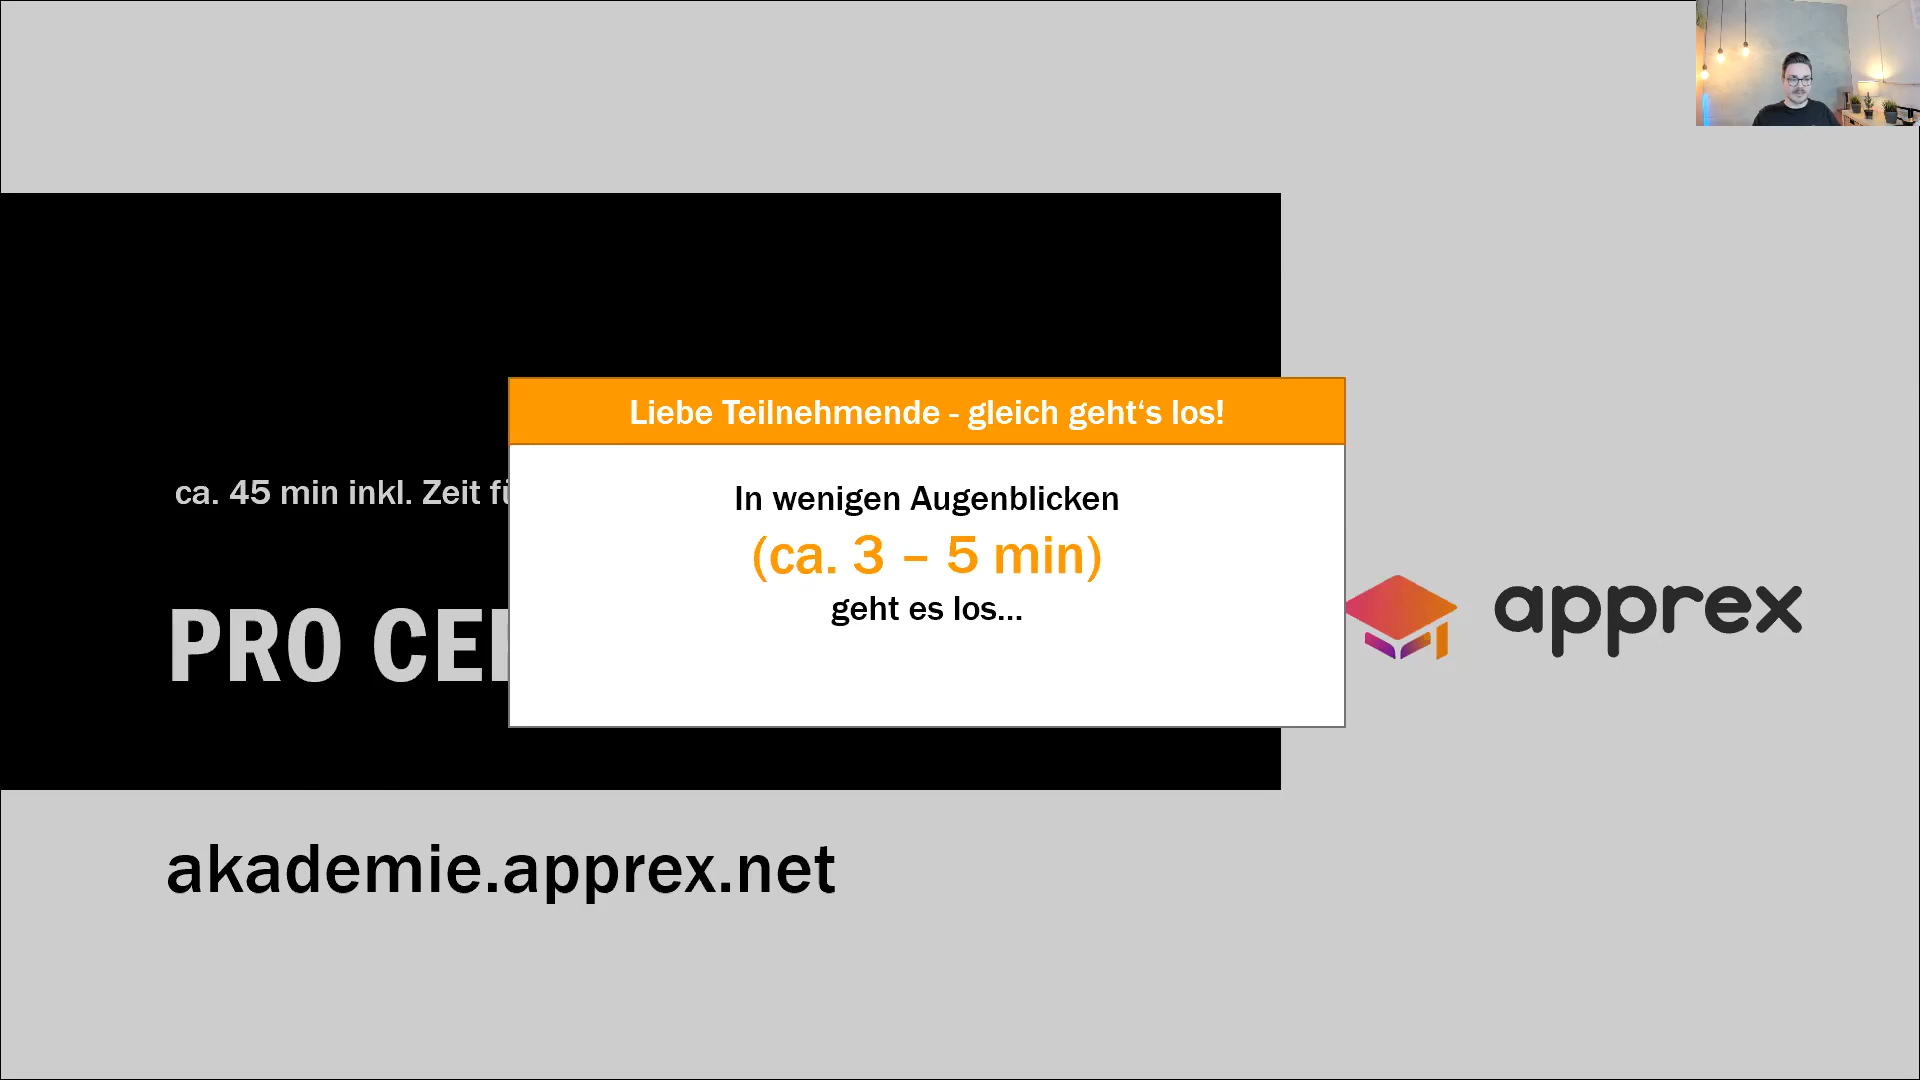 Liebe Teilnehmende - gleich geht‘s los!
In wenigen Augenblicken
(ca. 3 – 5 min)
geht es los...
ca. 45 min inkl. Zeit
PRO
apprex
akademie.apprex.net